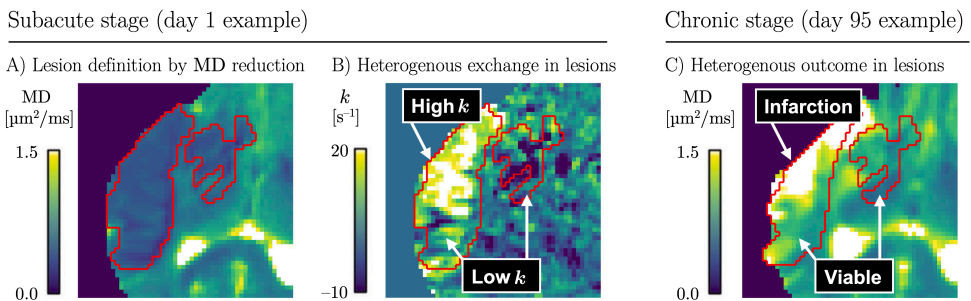 Subacute stage (day 1 example)
Chronic stage (day 95 example)
A) Lesion definition by MD reduction
B) Heterogenous exchange in lesions
C) Heterogenous outcome in lesions
MD
[µm²/ms]
1.5
0.0
k
[s⁻¹]
20
−10
High k
Low k
MD
[µm²/ms]
1.5
0.0
Infarction
Viable